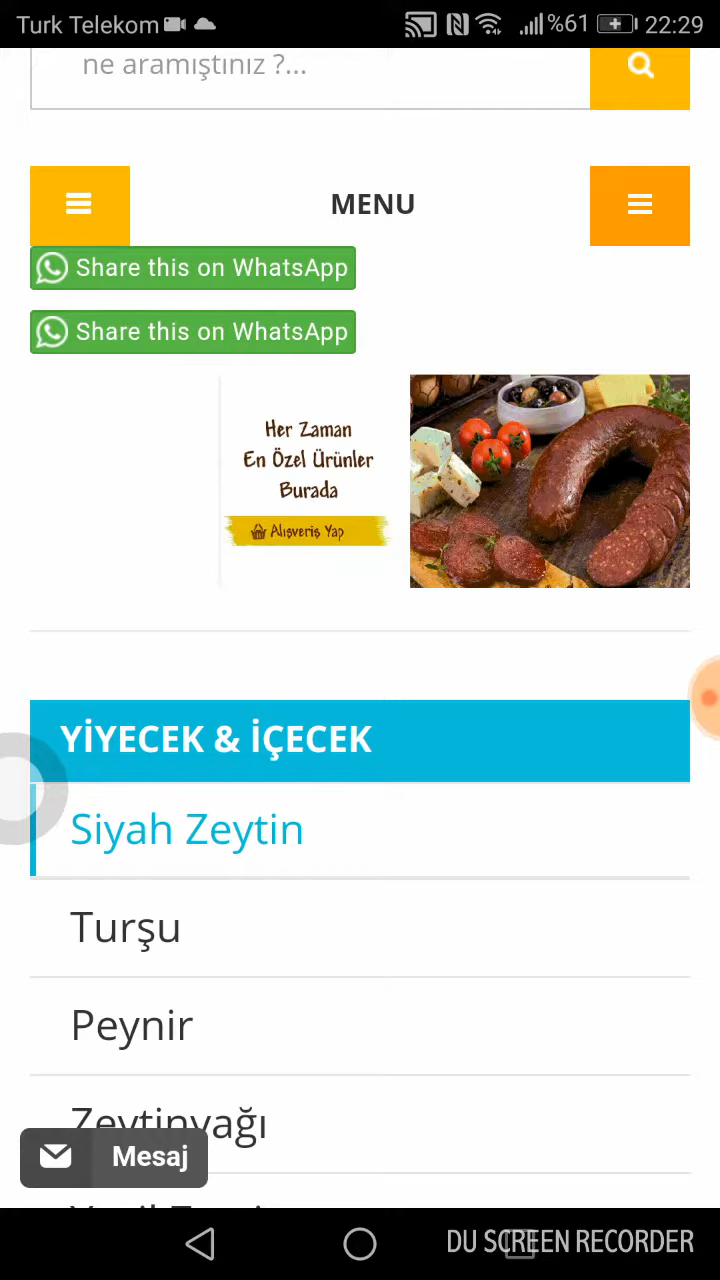 Turk Telekom %61 22:29
ne aramıştınız ?...
MENU
Share this on WhatsApp
Share this on WhatsApp
Her Zaman
En Özel Ürünler
Burada
Alışveriş Yap
YİYECEK & İÇECEK
Siyah Zeytin
Turşu
Peynir
Zeytinyağı
Mesaj
DU SCREEN RECORDER